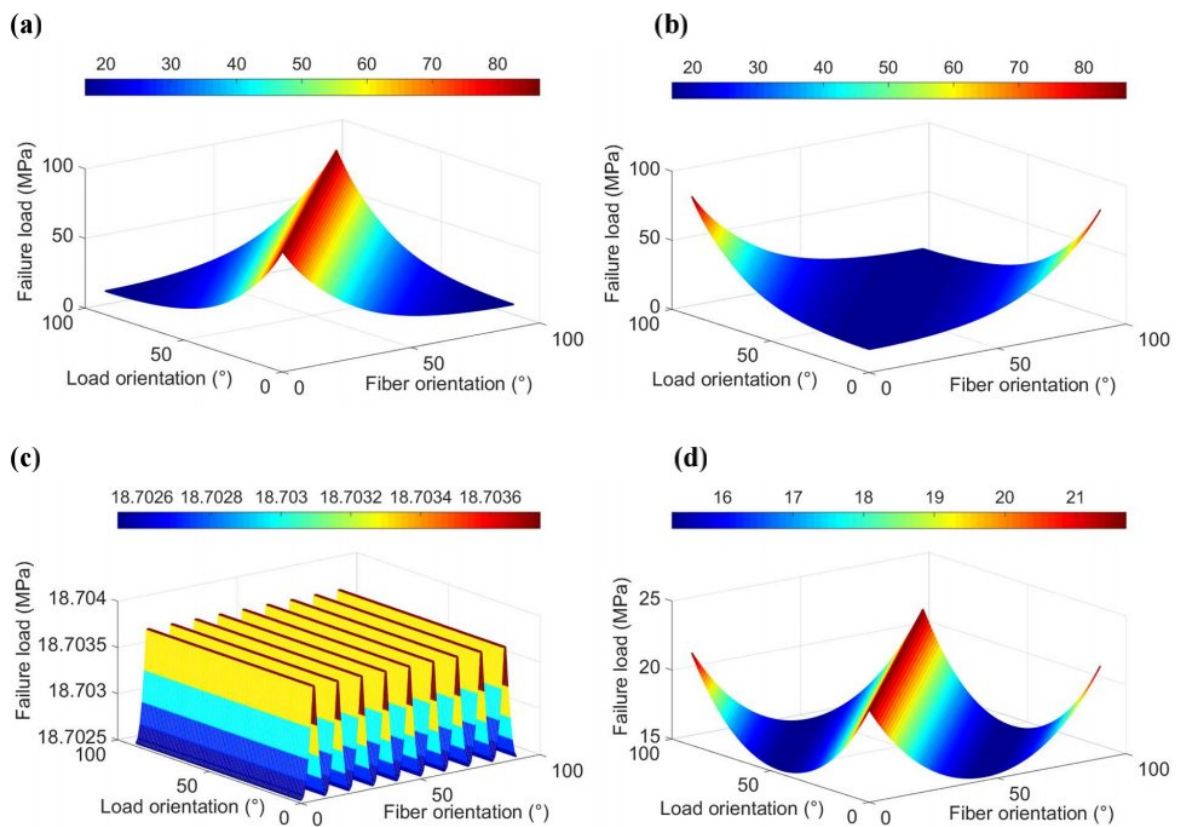 (a)
20 30 40 50 60 70 80
100
50
0
Failure load (MPa)
100
50
0
Load orientation (°)
0
50
100
Fiber orientation (°)
(b)
20 30 40 50 60 70 80
100
50
0
Failure load (MPa)
100
50
0
Load orientation (°)
0
50
100
Fiber orientation (°)
(c)
18.7026 18.7028 18.703 18.7032 18.7034 18.7036
18.704
18.7035
18.703
18.7025
Failure load (MPa)
100
50
0
Load orientation (°)
0
50
100
Fiber orientation (°)
(d)
16 17 18 19 20 21
25
20
15
Failure load (MPa)
100
50
0
Load orientation (°)
0
50
100
Fiber orientation (°)